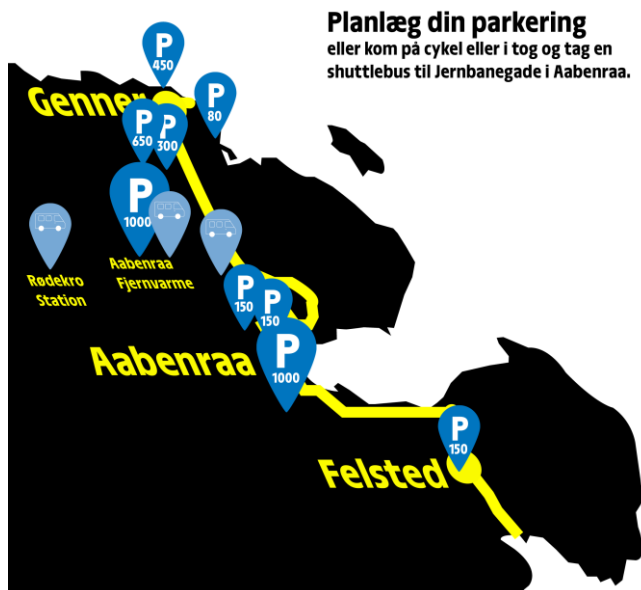 Planlæg din parkering
eller kom på cykel eller i tog og tag en
shuttlebus til Jernbanegade i Aabenraa.
P
450
Genner
P
80
P
650
P
300
P
1000
Rødekro
Station
Aabenraa
Fjernvarme
P
150
P
150
Aabenraa
P
1000
P
150
Felsted